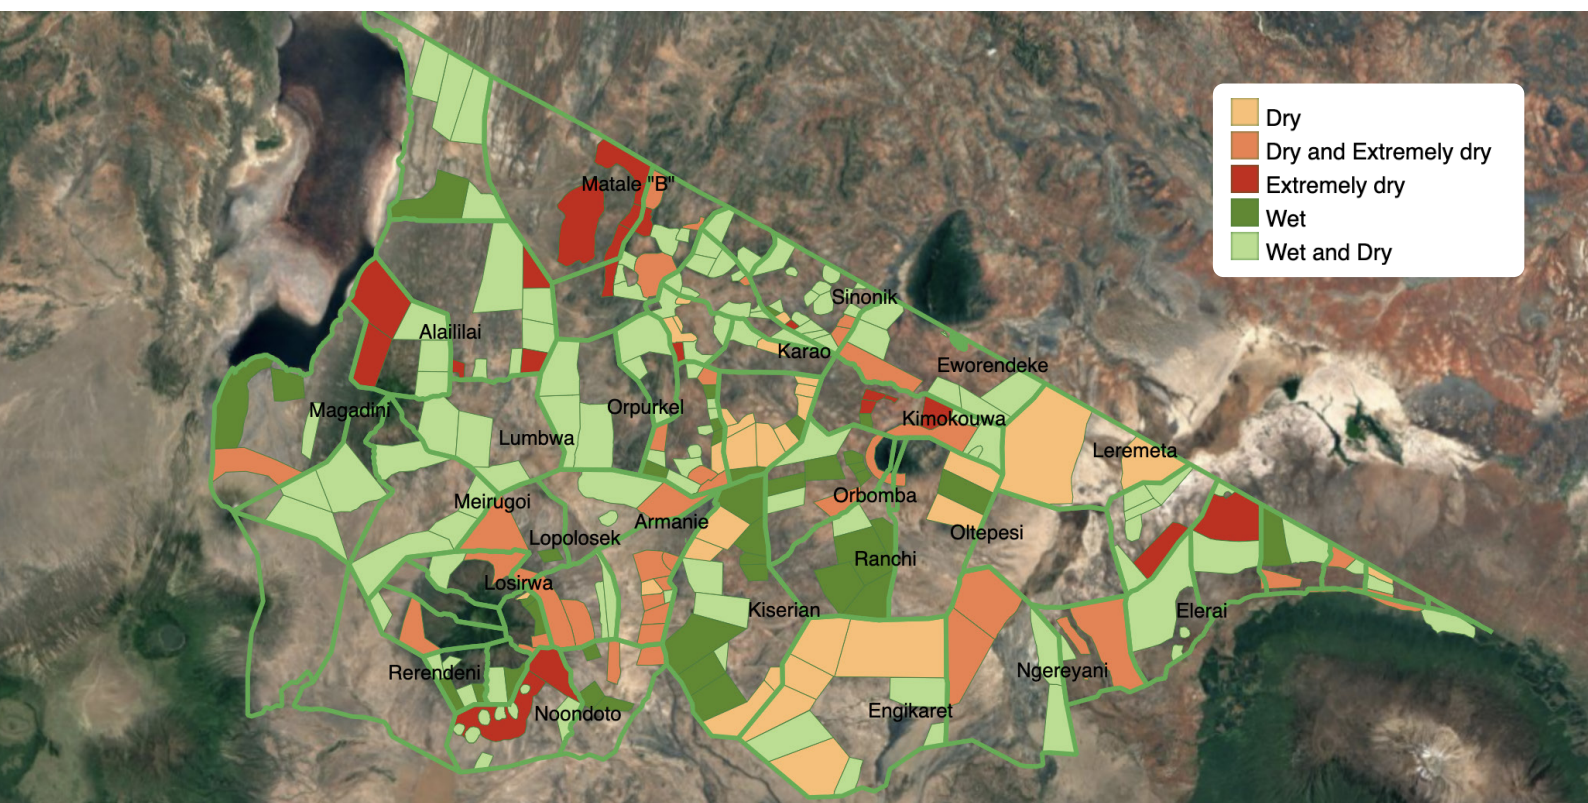 Dry
Dry and Extremely dry
Extremely dry
Wet
Wet and Dry
Matale "B"
Sinonik
Alaililai
Karao
Eworendeke
Magadini
Orpurkel
Kimokouwa
Lumbwa
Leremeta
Meirugoi
Orbomba
Armanie
Lopolosek
Oltepesi
Ranchi
Losirwa
Kiserian
Elerai
Rerendeni
Ngereyani
Noondoto
Engikaret